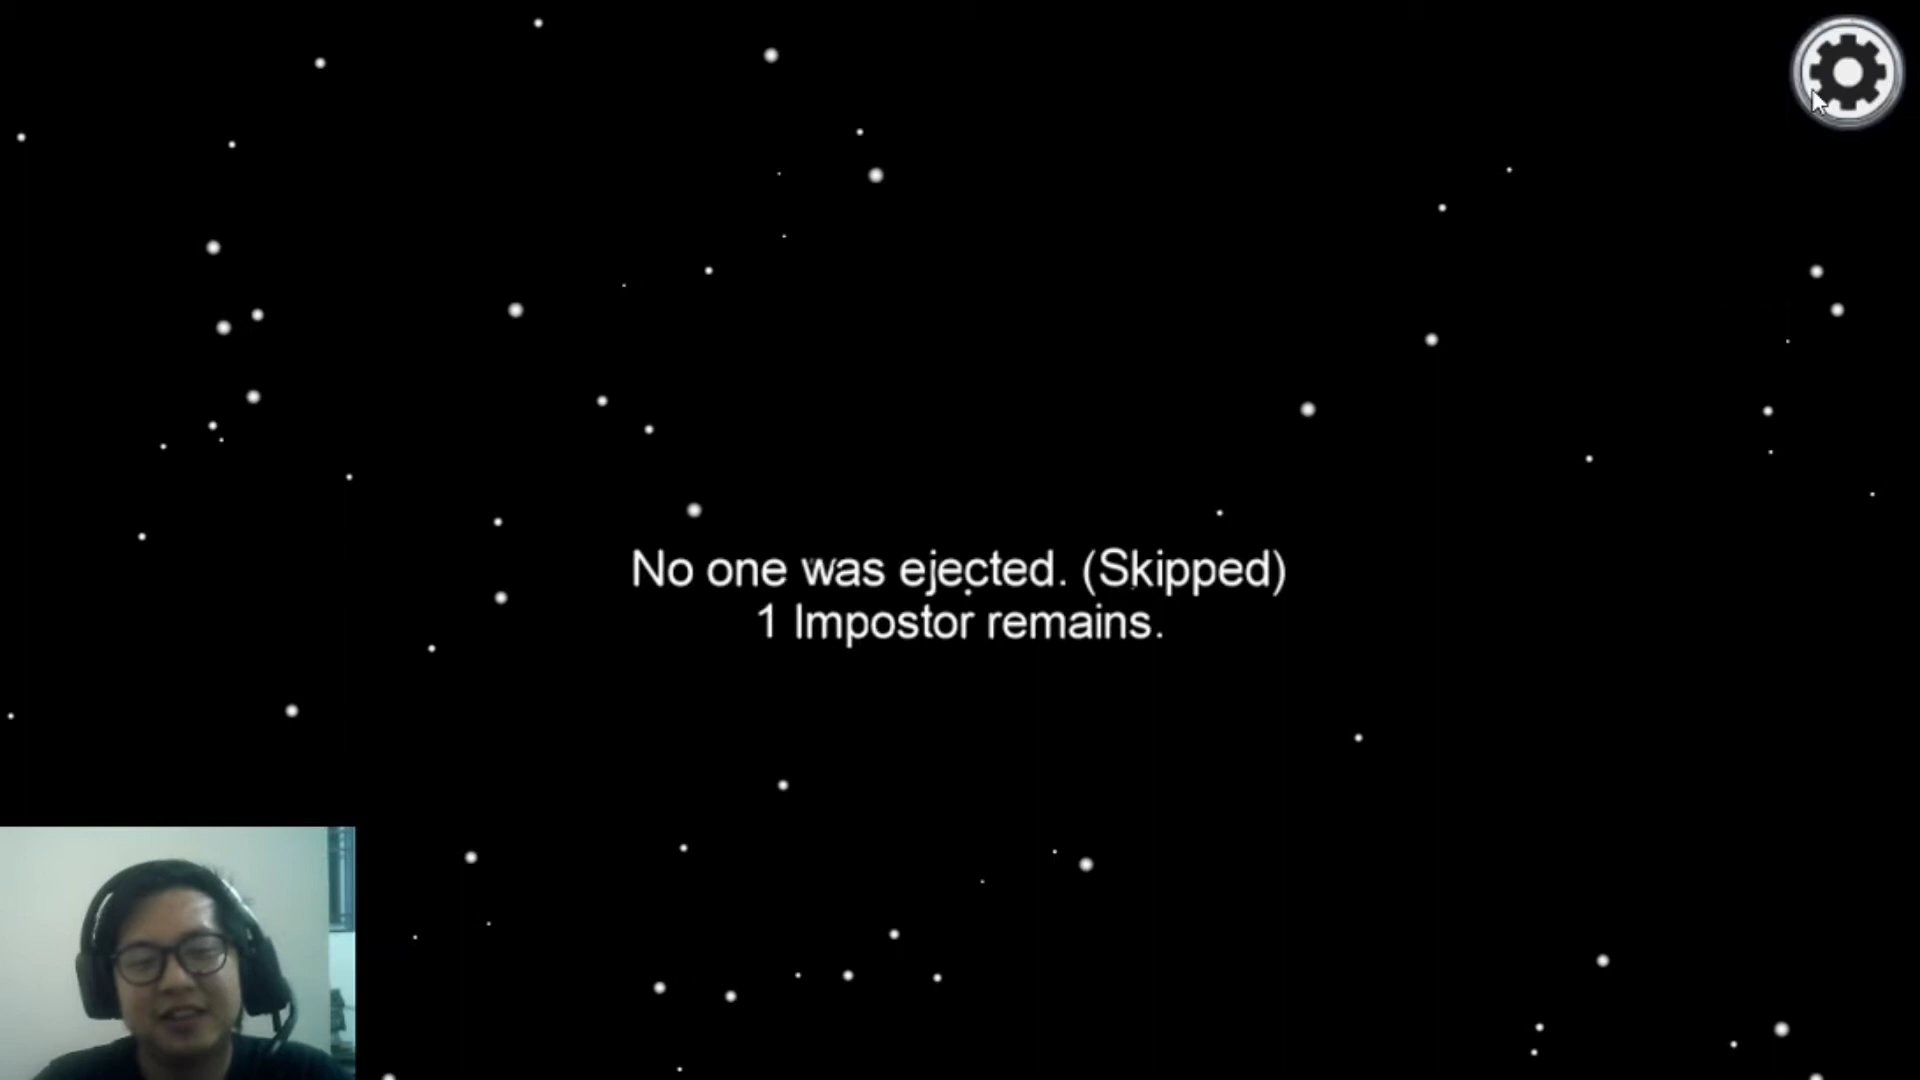 No one was ejected. (Skipped)
1 Impostor remains.